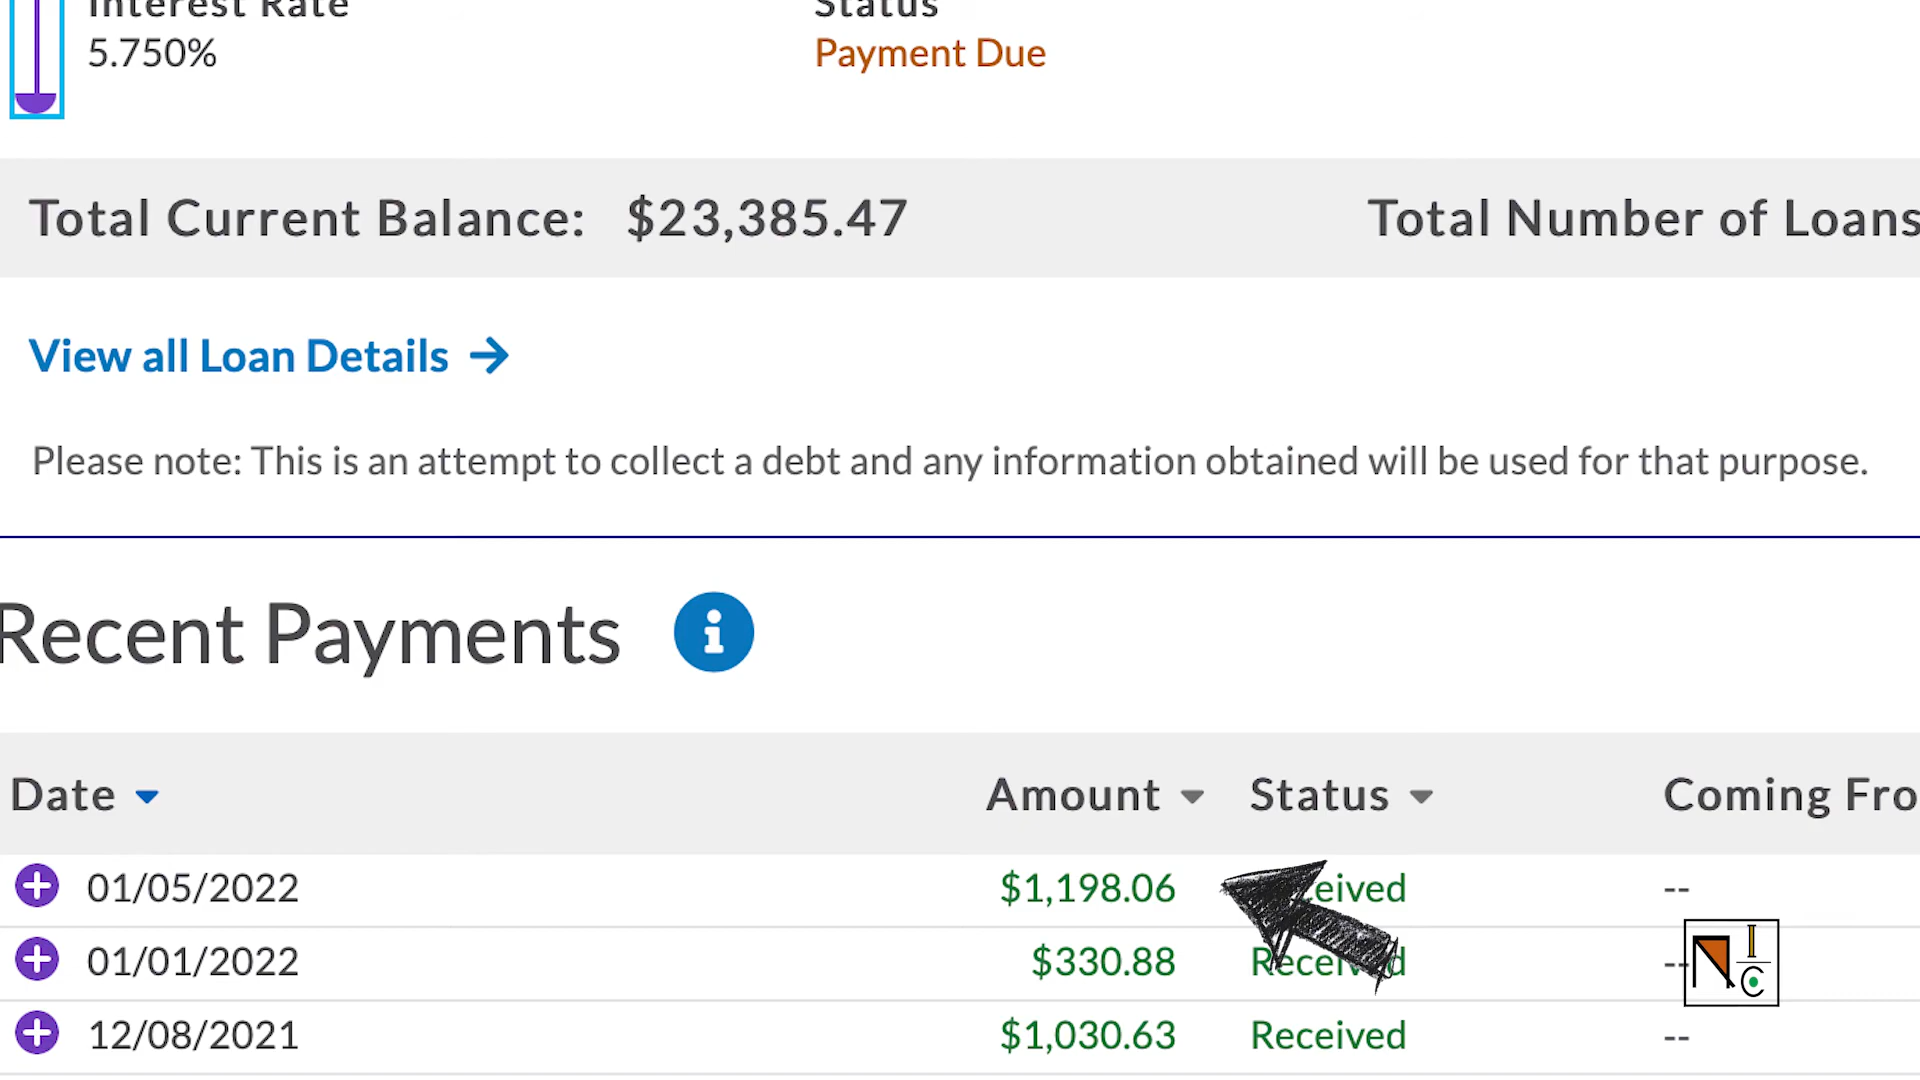 Interest Rate
Status
5.750%
Payment Due
Total Current Balance: $23,385.47
Total Number of Loans
View all Loan Details
Please note: This is an attempt to collect a debt and any information obtained will be used for that purpose.
Recent Payments
Date Amount Status Coming Fro
01/05/2022 $1,198.06 eived --
01/01/2022 $330.88 Received --
12/08/2021 $1,030.63 Received --